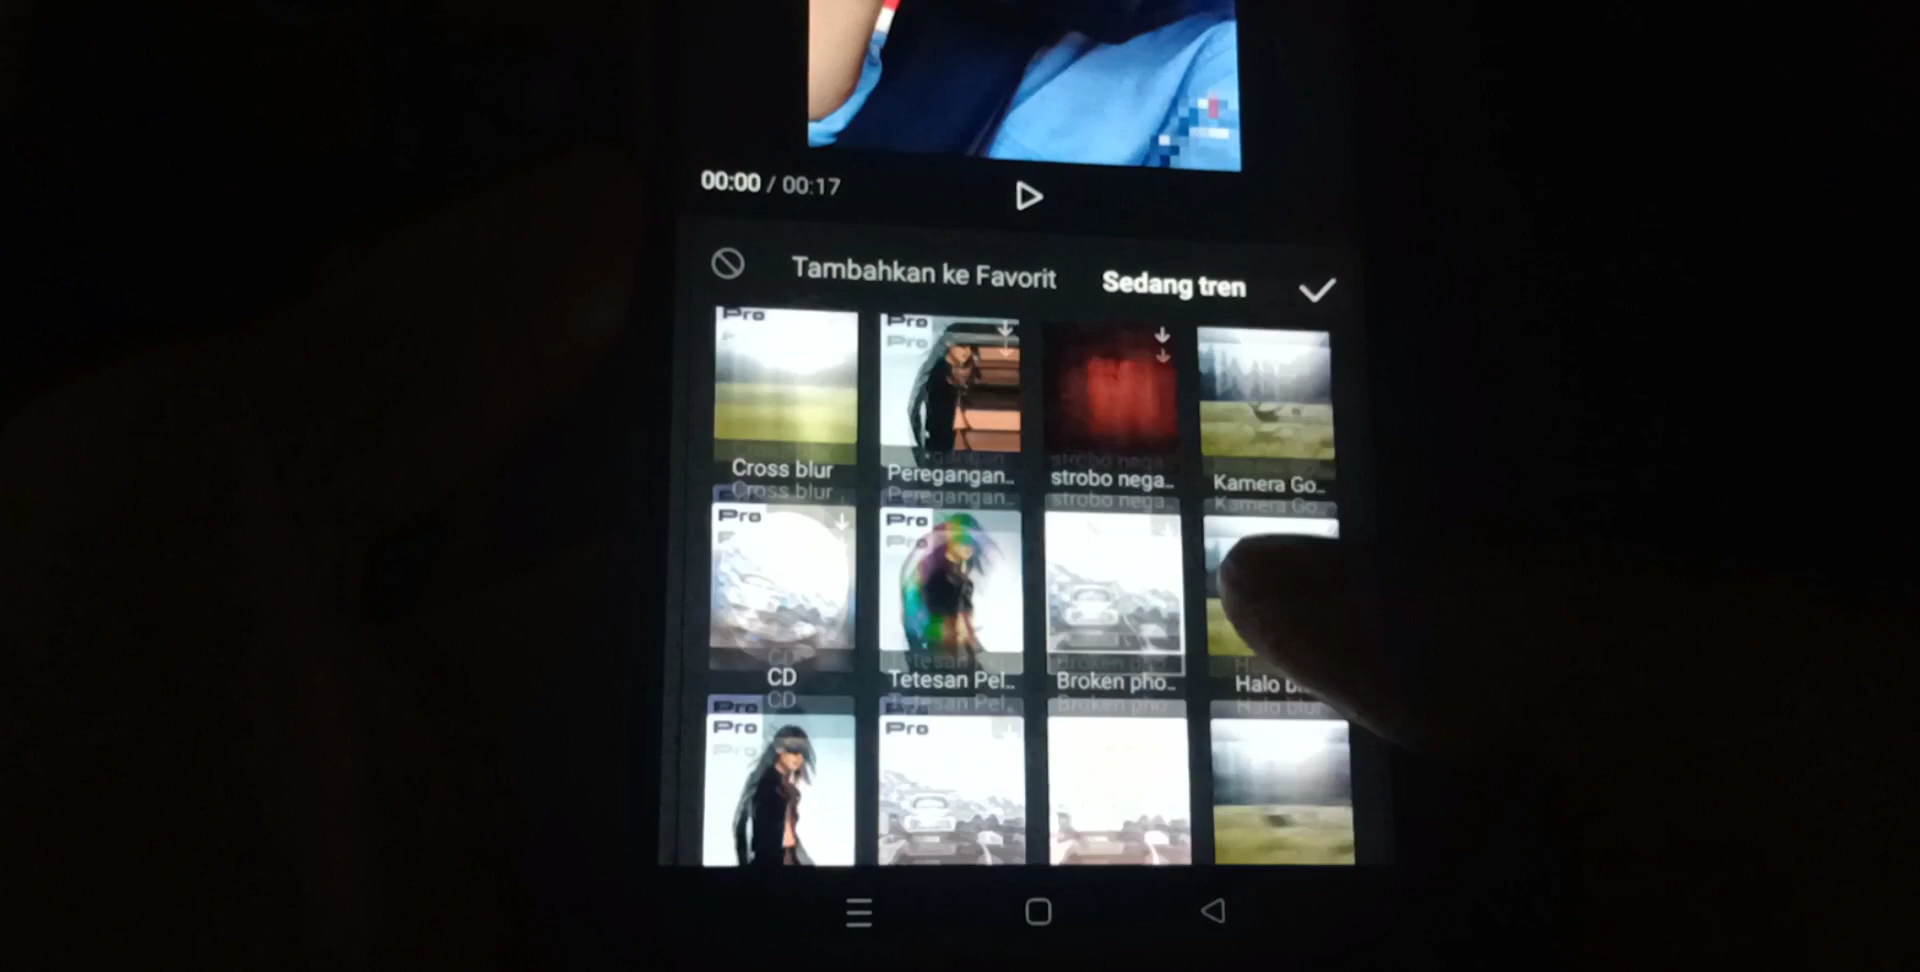 00:00 / 00:17
Tambahkan ke Favorit Sedang tren
Pro Pro
Cross blur Peregangan.. strobo nega.. Kamera Go..
Pro Pro
CD Tetesan Pel.. Broken pho.. Halo
Pro Pro